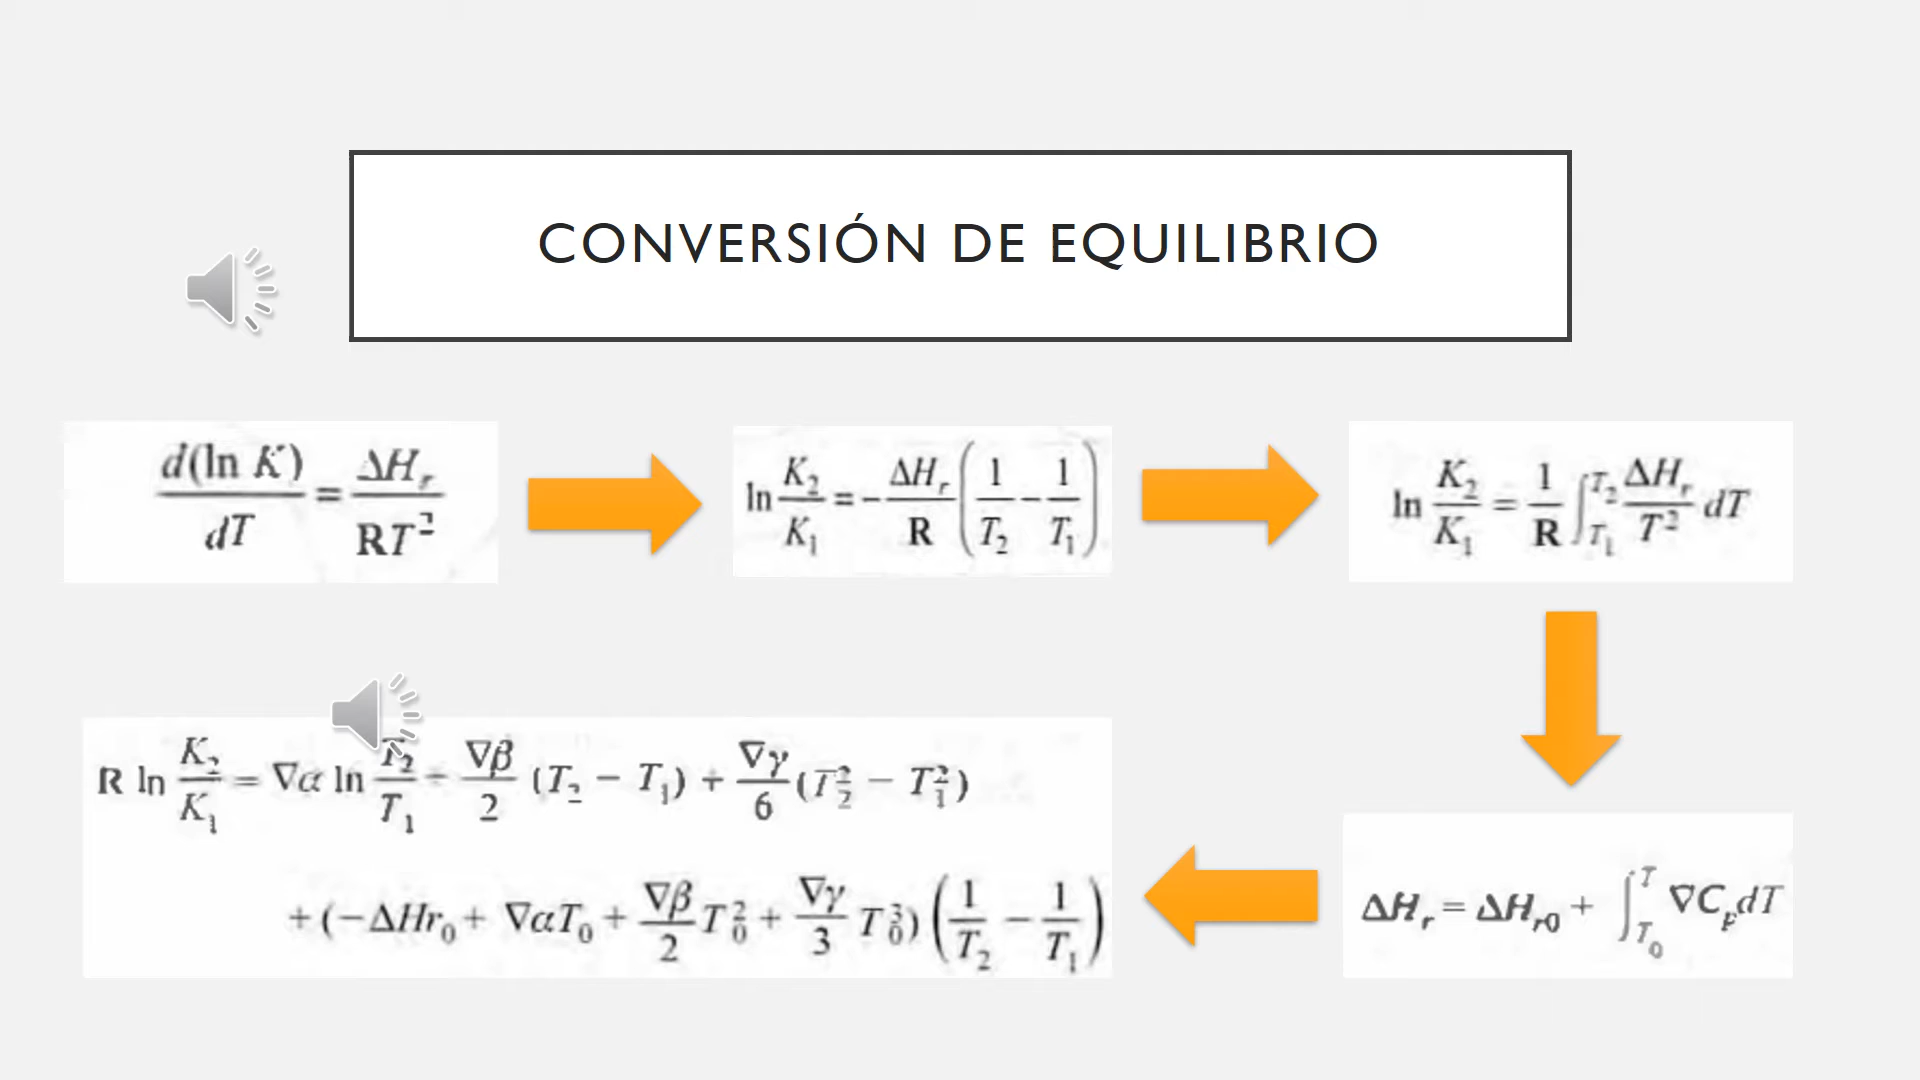 CONVERSIÓN DE EQUILIBRIO
d(ln K)/dT = ΔH_r/RT²
ln K₂/K₁ = −ΔH_r/R (1/T₂ − 1/T₁)
ln K₂/K₁ = 1/R ∫_{T₁}^{T₂} ΔH_r/T² dT
ΔH_r = ΔH_{r0} + ∫_{T₀}^{T} ∇C_p dT
R ln K₂/K₁ = ∇α ln T₂/T₁ + ∇β/2 (T₂ − T₁) + ∇γ/6 (T₂² − T₁²)
+ (−ΔHr₀ + ∇αT₀ + ∇β/2 T₀² + ∇γ/3 T₀³) (1/T₂ − 1/T₁)